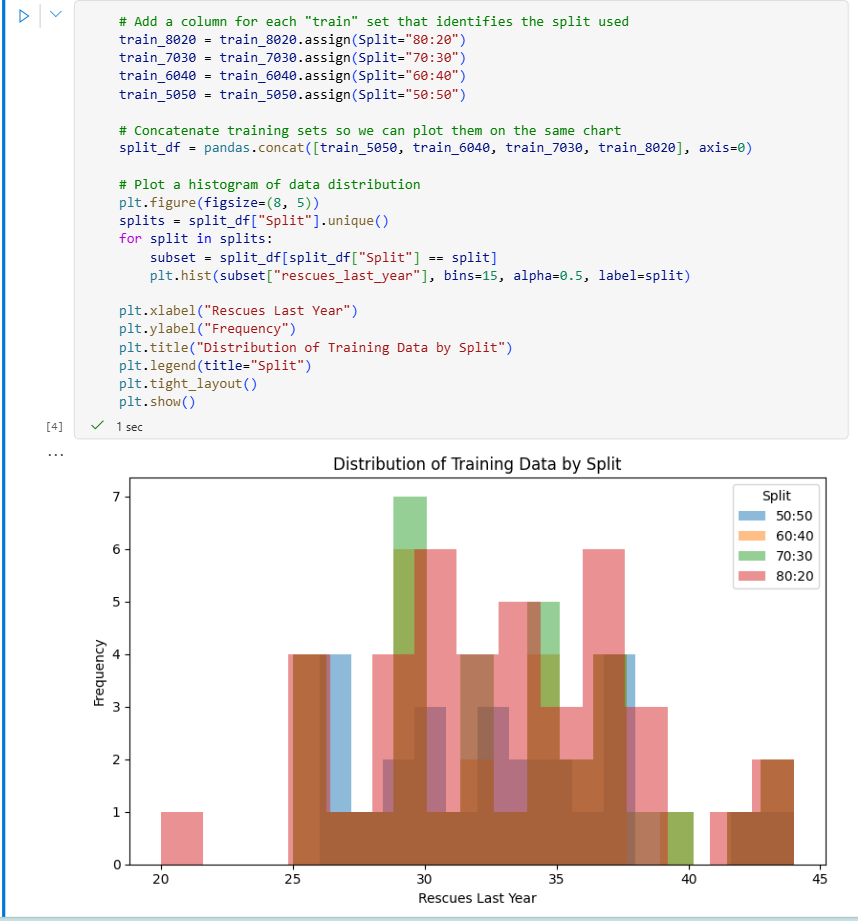 # Add a column for each "train" set that identifies the split used
train_8020 = train_8020.assign(Split="80:20")
train_7030 = train_7030.assign(Split="70:30")
train_6040 = train_6040.assign(Split="60:40")
train_5050 = train_5050.assign(Split="50:50")
# Concatenate training sets so we can plot them on the same chart
split_df = pandas.concat([train_5050, train_6040, train_7030, train_8020], axis=0)
# Plot a histogram of data distribution
plt.figure(figsize=(8, 5))
splits = split_df["Split"].unique()
for split in splits:
    subset = split_df[split_df["Split"] == split]
    plt.hist(subset["rescues_last_year"], bins=15, alpha=0.5, label=split)
plt.xlabel("Rescues Last Year")
plt.ylabel("Frequency")
plt.title("Distribution of Training Data by Split")
plt.legend(title="Split")
plt.tight_layout()
plt.show()
[4] 1 sec
...
Distribution of Training Data by Split
Split
50:50
60:40
70:30
80:20
7
6
5
4
3
2
1
0
Frequency
20 25 30 35 40 45
Rescues Last Year